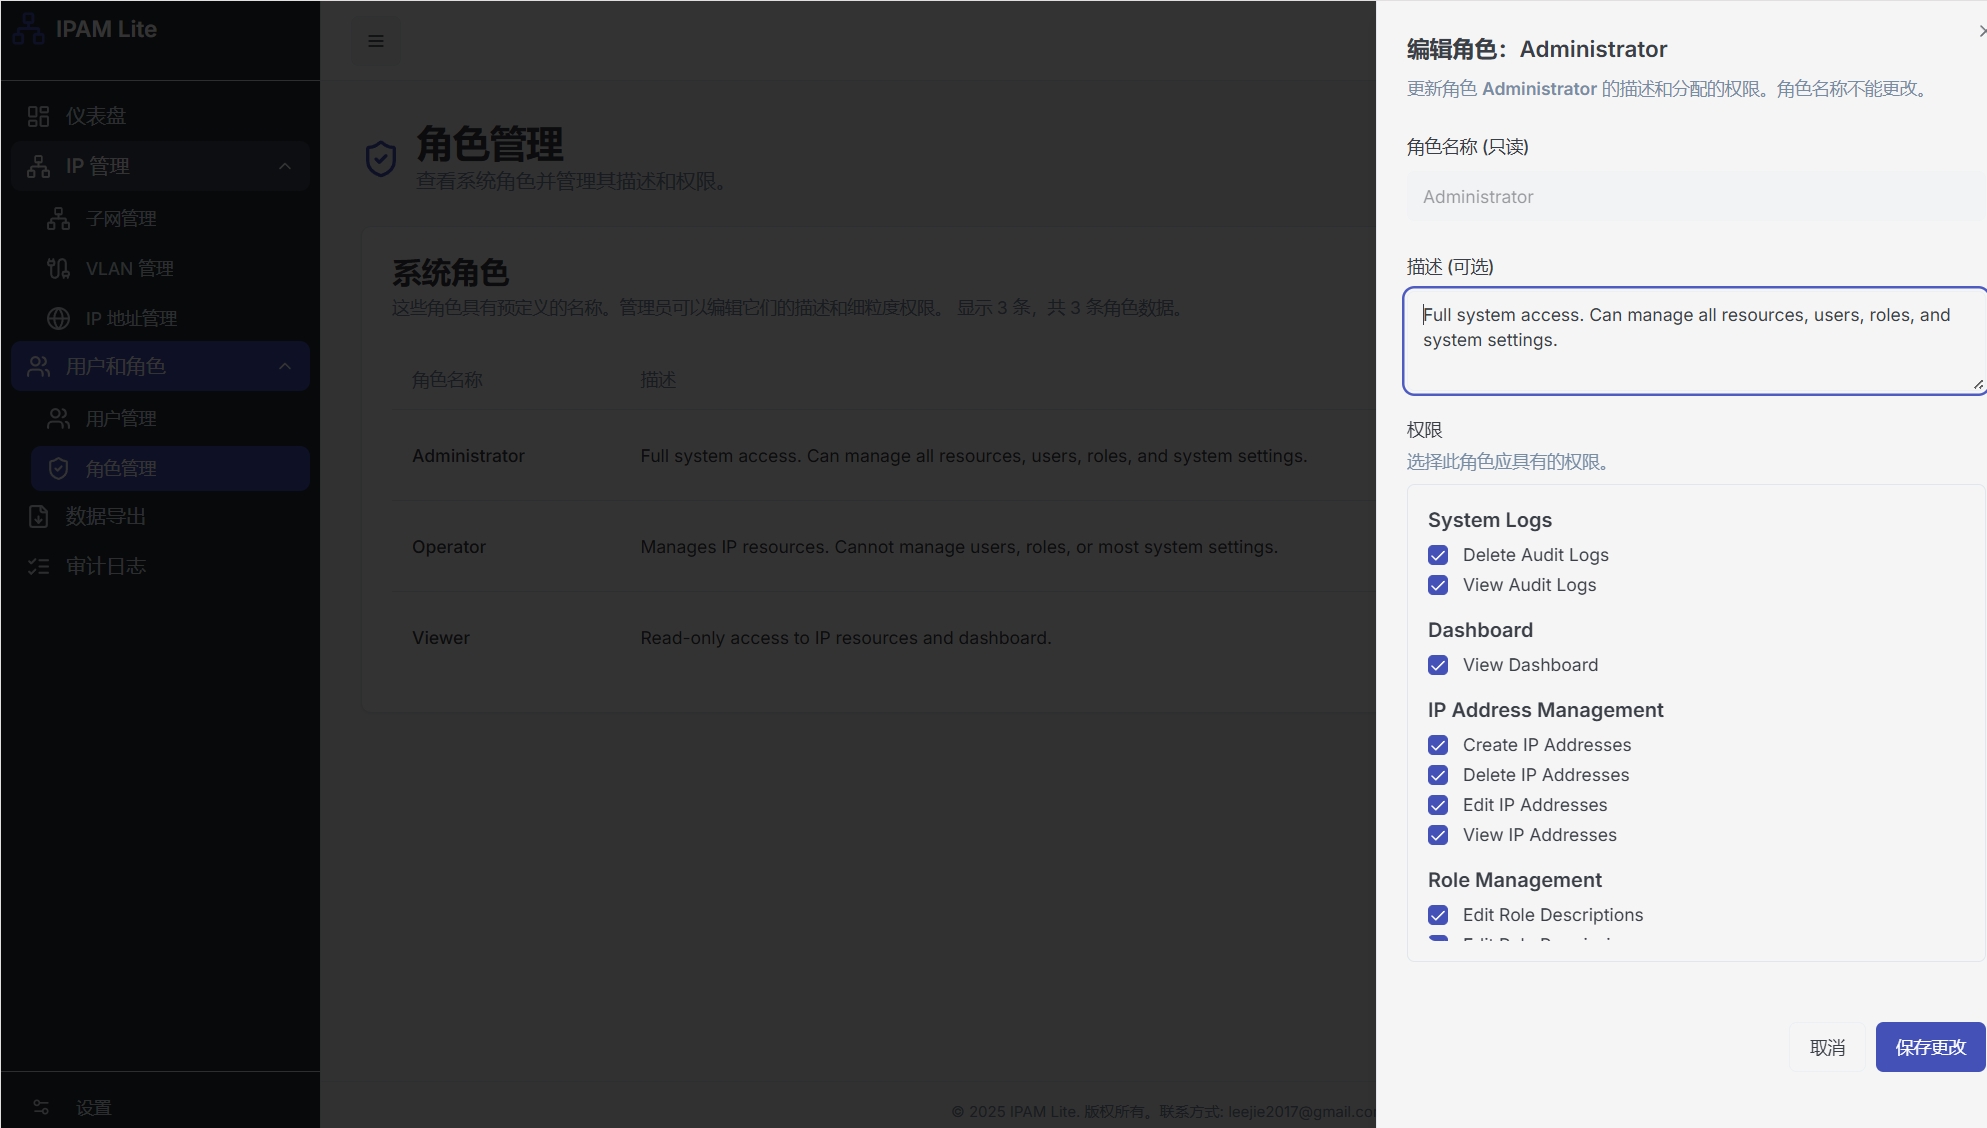 IPAM Lite
仪表盘
IP 管理
子网管理
VLAN 管理
IP 地址管理
用户和角色
用户管理
角色管理
数据导出
审计日志
设置
角色管理
查看系统角色并管理其描述和权限。
系统角色
这些角色具有预定义的名称。管理员可以编辑它们的描述和细粒度权限。 显示 3 条，共 3 条角色数据。
角色名称 描述
Administrator Full system access. Can manage all resources, users, roles, and system settings.
Operator Manages IP resources. Cannot manage users, roles, or most system settings.
Viewer Read-only access to IP resources and dashboard.
© 2025 IPAM Lite. 版权所有。联系方式: leejie2017@gmail.co
编辑角色：Administrator
更新角色 Administrator 的描述和分配的权限。角色名称不能更改。
角色名称 (只读)
Administrator
描述 (可选)
Full system access. Can manage all resources, users, roles, and
system settings.
权限
选择此角色应具有的权限。
System Logs
Delete Audit Logs
View Audit Logs
Dashboard
View Dashboard
IP Address Management
Create IP Addresses
Delete IP Addresses
Edit IP Addresses
View IP Addresses
Role Management
Edit Role Descriptions
取消
保存更改